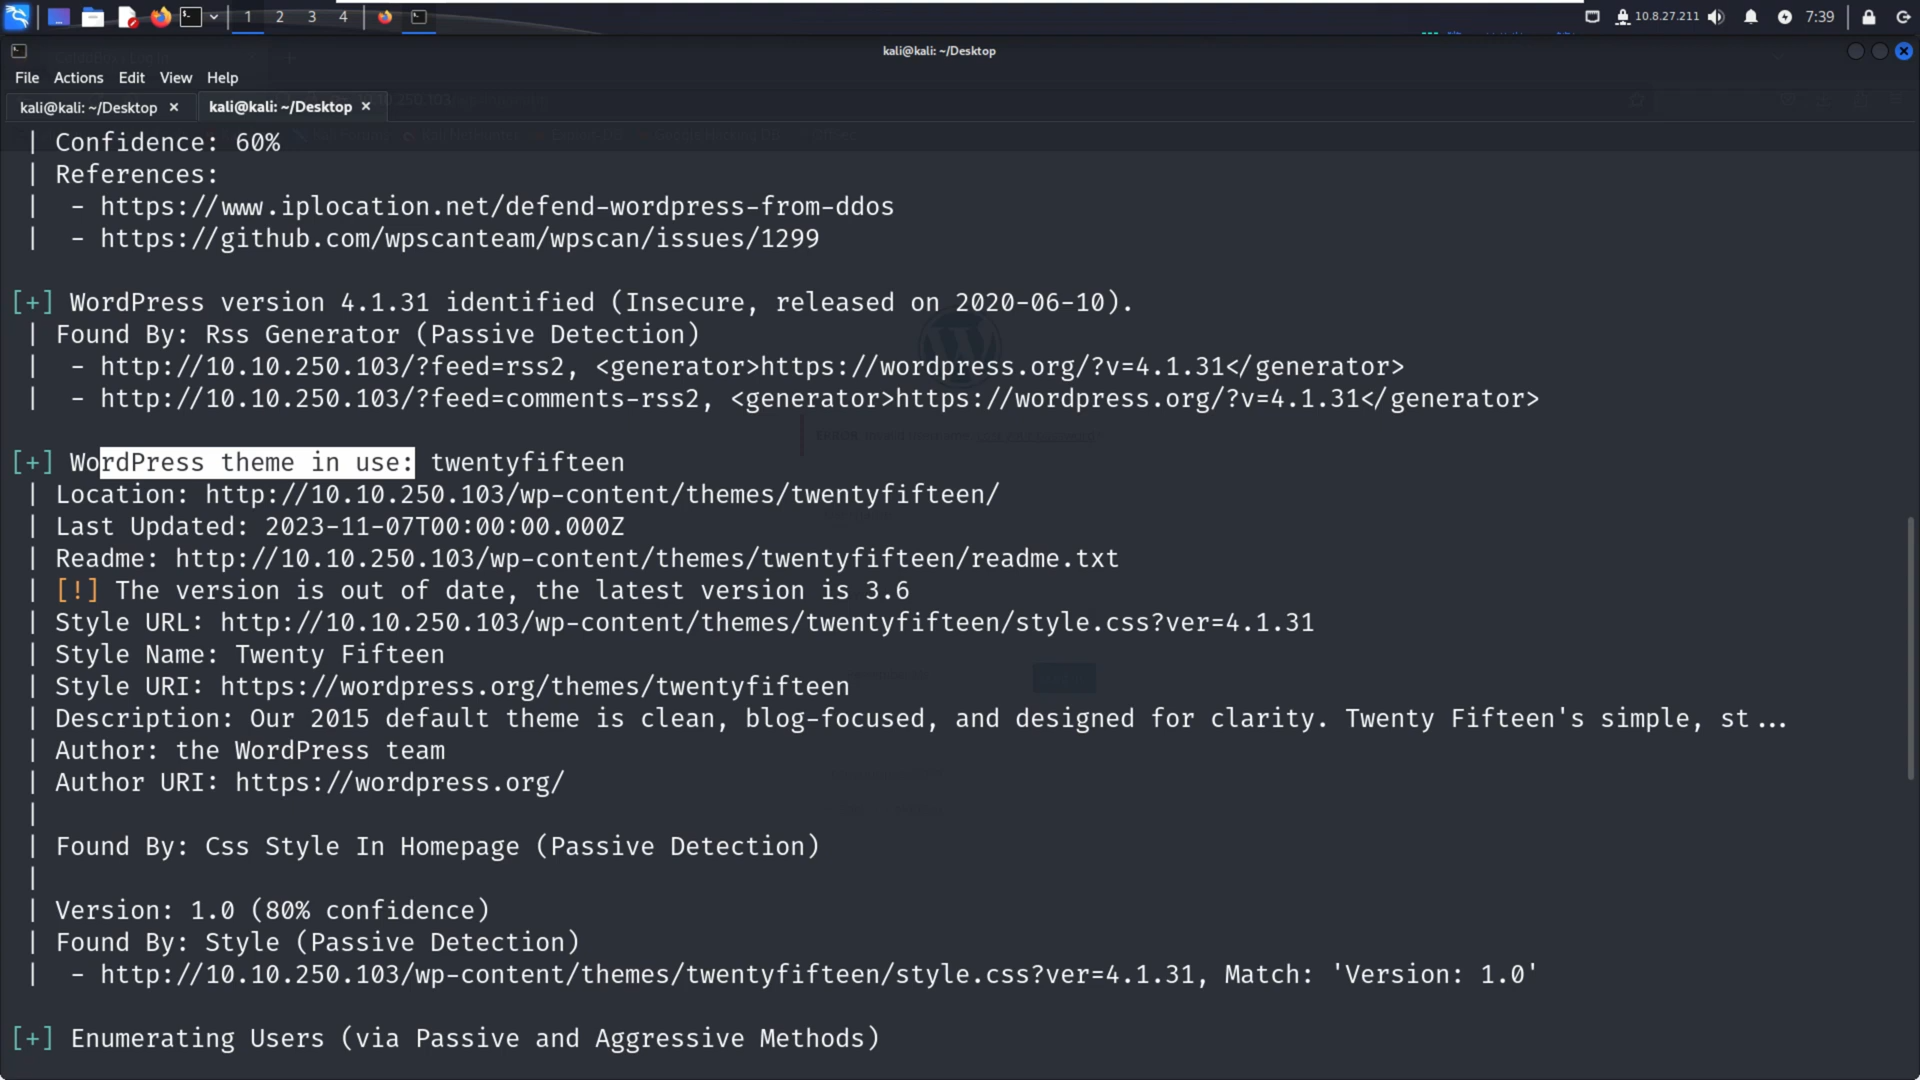 1 2 3 4
10.8.27.211 7:39
kali@kali: ~/Desktop
File Actions Edit View Help
kali@kali: ~/Desktop × kali@kali: ~/Desktop ×
| Confidence: 60%
| References:
|  - https://www.iplocation.net/defend-wordpress-from-ddos
|  - https://github.com/wpscanteam/wpscan/issues/1299
[+] WordPress version 4.1.31 identified (Insecure, released on 2020-06-10).
| Found By: Rss Generator (Passive Detection)
|  - http://10.10.250.103/?feed=rss2, <generator>https://wordpress.org/?v=4.1.31</generator>
|  - http://10.10.250.103/?feed=comments-rss2, <generator>https://wordpress.org/?v=4.1.31</generator>
[+] WordPress theme in use: twentyfifteen
| Location: http://10.10.250.103/wp-content/themes/twentyfifteen/
| Last Updated: 2023-11-07T00:00:00.000Z
| Readme: http://10.10.250.103/wp-content/themes/twentyfifteen/readme.txt
| [!] The version is out of date, the latest version is 3.6
| Style URL: http://10.10.250.103/wp-content/themes/twentyfifteen/style.css?ver=4.1.31
| Style Name: Twenty Fifteen
| Style URI: https://wordpress.org/themes/twentyfifteen
| Description: Our 2015 default theme is clean, blog-focused, and designed for clarity. Twenty Fifteen's simple, st...
| Author: the WordPress team
| Author URI: https://wordpress.org/
|
| Found By: Css Style In Homepage (Passive Detection)
|
| Version: 1.0 (80% confidence)
| Found By: Style (Passive Detection)
|  - http://10.10.250.103/wp-content/themes/twentyfifteen/style.css?ver=4.1.31, Match: 'Version: 1.0'
[+] Enumerating Users (via Passive and Aggressive Methods)